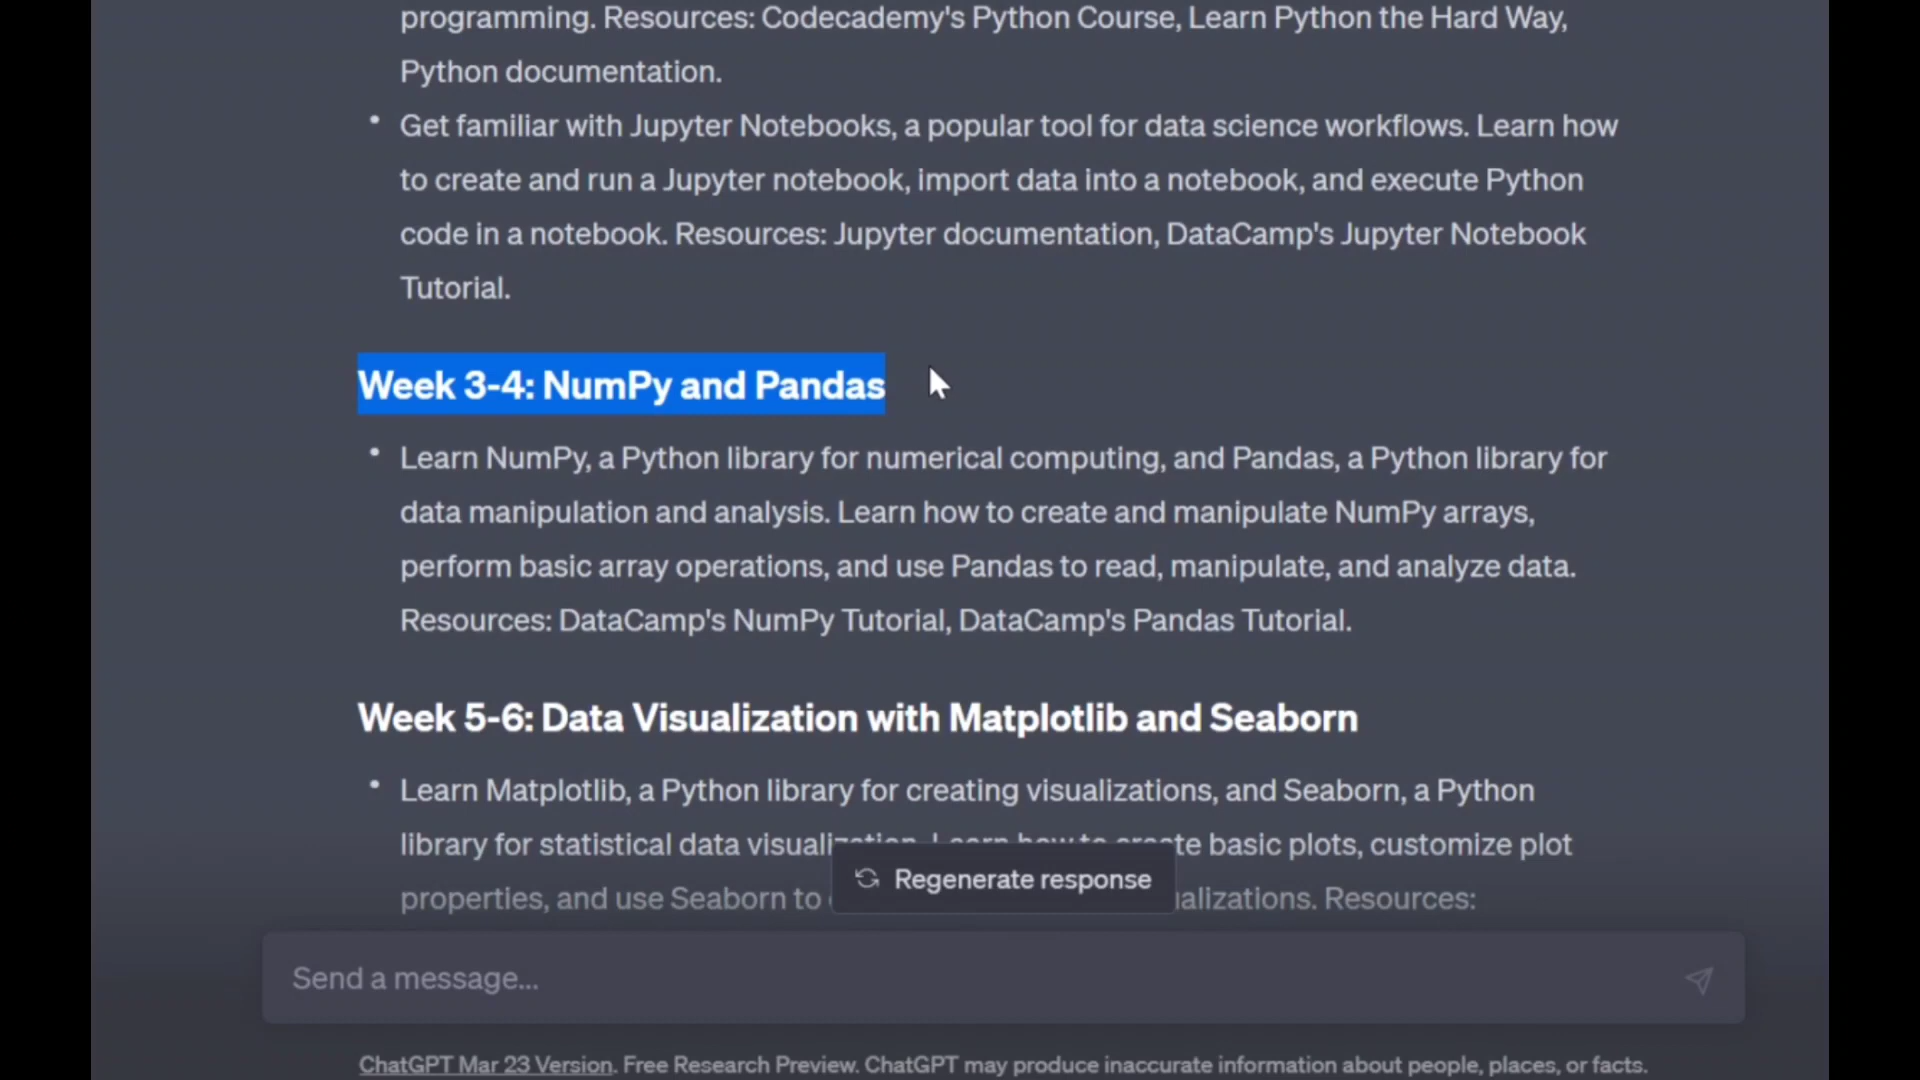 programming. Resources: Codecademy's Python Course, Learn Python the Hard Way,
Python documentation.
• Get familiar with Jupyter Notebooks, a popular tool for data science workflows. Learn how
to create and run a Jupyter notebook, import data into a notebook, and execute Python
code in a notebook. Resources: Jupyter documentation, DataCamp's Jupyter Notebook
Tutorial.
Week 3-4: NumPy and Pandas
• Learn NumPy, a Python library for numerical computing, and Pandas, a Python library for
data manipulation and analysis. Learn how to create and manipulate NumPy arrays,
perform basic array operations, and use Pandas to read, manipulate, and analyze data.
Resources: DataCamp's NumPy Tutorial, DataCamp's Pandas Tutorial.
Week 5-6: Data Visualization with Matplotlib and Seaborn
• Learn Matplotlib, a Python library for creating visualizations, and Seaborn, a Python
library for statistical data visualization. Learn how to create basic plots, customize plot
properties, and use Seaborn to alizations. Resources:
Regenerate response
Send a message...
ChatGPT Mar 23 Version. Free Research Preview. ChatGPT may produce inaccurate information about people, places, or facts.